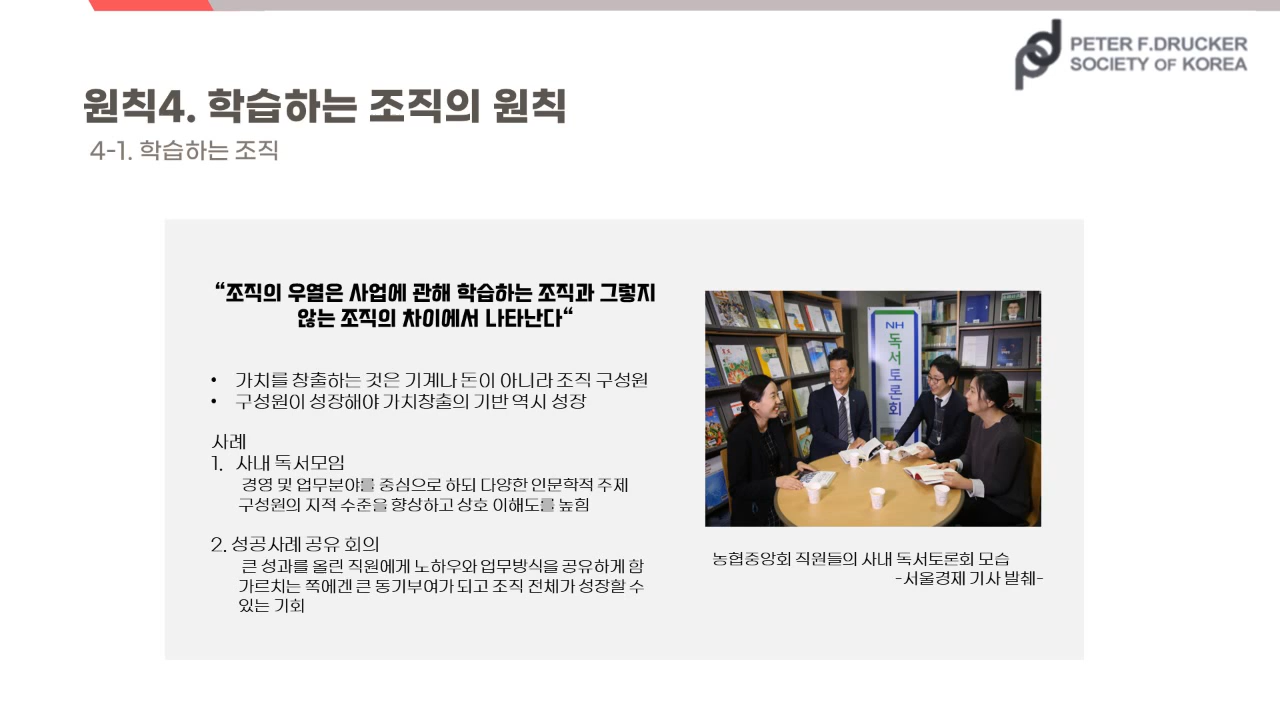 PETER F.DRUCKER
SOCIETY OF KOREA
원칙4. 학습하는 조직의 원칙
4-1. 학습하는 조직
“조직의 우열은 사업에 관해 학습하는 조직과 그렇지
않는 조직의 차이에서 나타난다“
• 가치를 창출하는 것은 기계나 돈이 아니라 조직 구성원
• 구성원이 성장해야 가치창출의 기반 역시 성장
사례
1. 사내 독서모임
경영 및 업무분야를 중심으로 하되 다양한 인문학적 주제
구성원의 지적 수준을 향상하고 상호 이해도를 높힘
2. 성공사례 공유 회의
큰 성과를 올린 직원에게 노하우와 업무방식을 공유하게 함
가르치는 쪽에겐 큰 동기부여가 되고 조직 전체가 성장할 수
있는 기회
NH
독서토론회
농협중앙회 직원들의 사내 독서토론회 모습
-서울경제 기사 발췌-